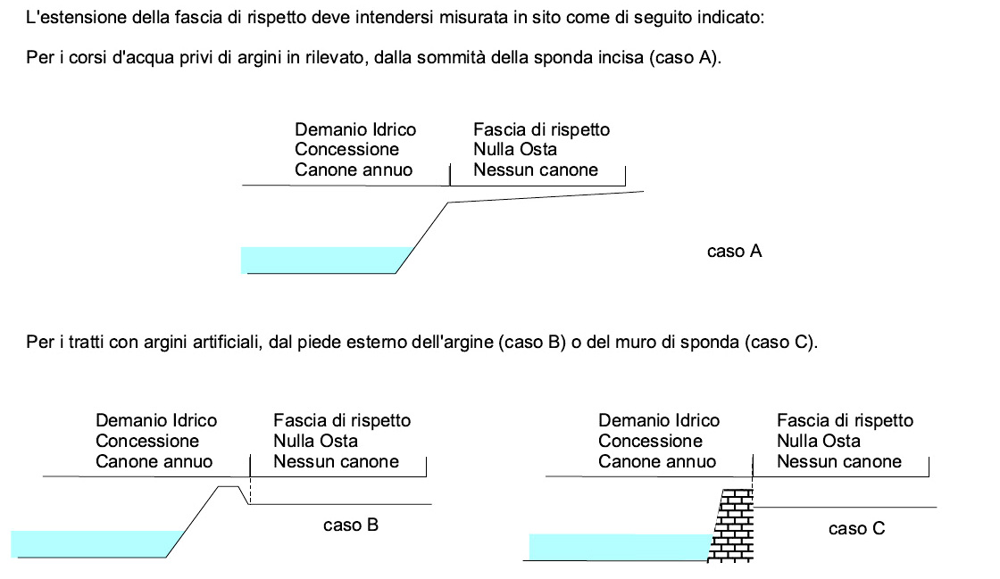 L'estensione della fascia di rispetto deve intendersi misurata in sito come di seguito indicato:
Per i corsi d'acqua privi di argini in rilevato, dalla sommità della sponda incisa (caso A).
Demanio Idrico
Concessione
Canone annuo
Fascia di rispetto
Nulla Osta
Nessun canone
caso A
Per i tratti con argini artificiali, dal piede esterno dell'argine (caso B) o del muro di sponda (caso C).
Demanio Idrico
Concessione
Canone annuo
Fascia di rispetto
Nulla Osta
Nessun canone
caso B
Demanio Idrico
Concessione
Canone annuo
Fascia di rispetto
Nulla Osta
Nessun canone
caso C